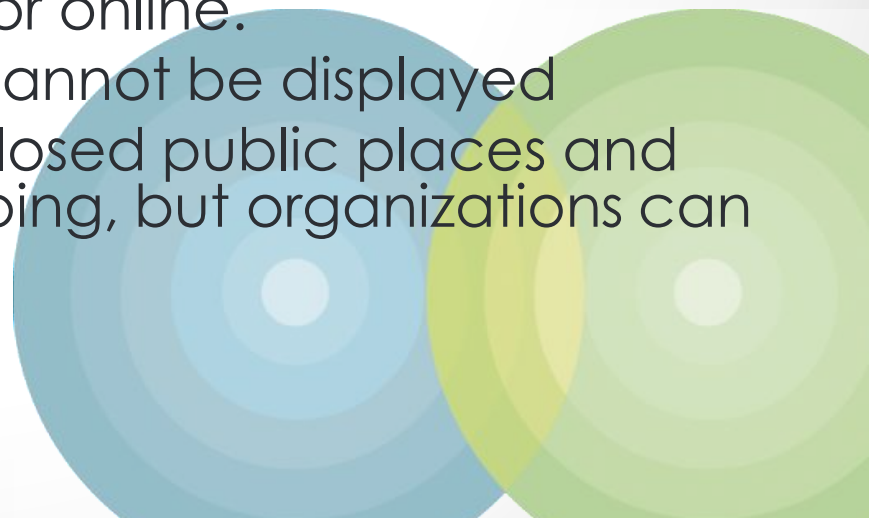 or online.
annot be displayed
losed public places and
ping, but organizations can